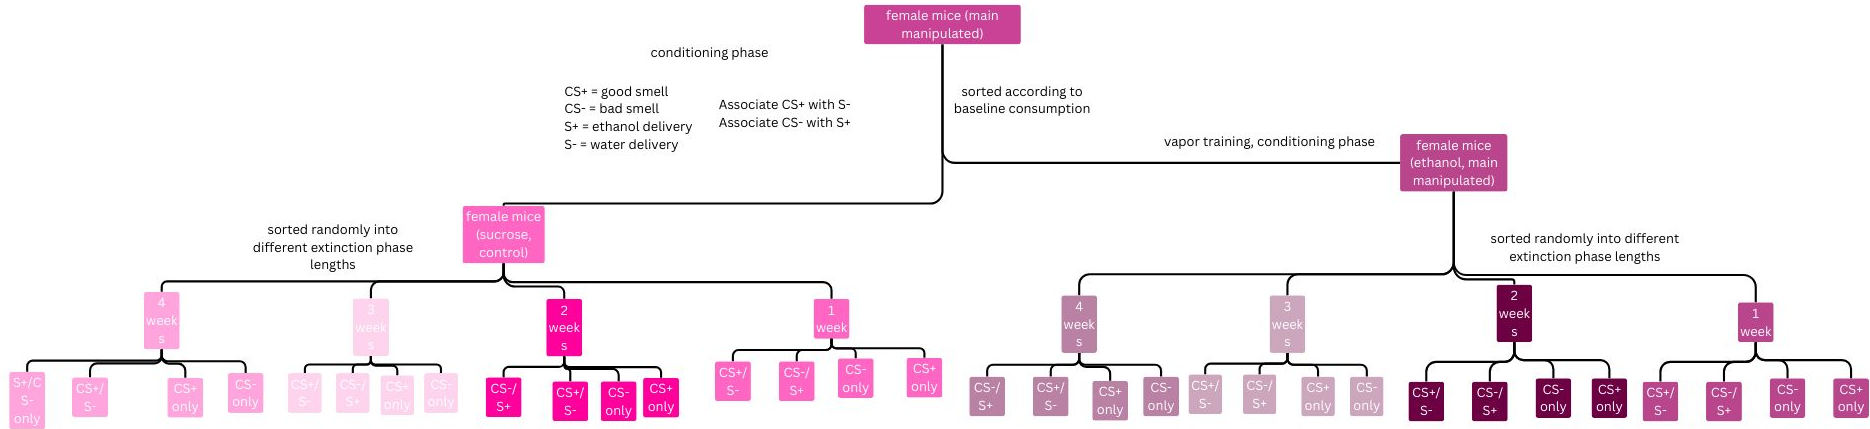 female mice (main
manipulated)
conditioning phase
CS+ = good smell
CS- = bad smell
S+ = ethanol delivery
S- = water delivery
Associate CS+ with S-
Associate CS- with S+
sorted according to
baseline consumption
vapor training, conditioning phase
female mice
(ethanol, main
manipulated)
female mice
(sucrose,
control)
sorted randomly into
different extinction phase
lengths
sorted randomly into different
extinction phase lengths
4
week
s
3
week
s
2
week
s
1
week
4
week
s
3
week
s
2
week
s
1
week
S+/C
S-
only
CS+/
S-
CS+
only
CS-
only
CS+/
S-
CS-/
S+
CS+
only
CS-
only
CS-/
S+
CS+/
S-
CS-
only
CS+
only
CS+/
S-
CS-/
S+
CS-
only
CS+
only
CS-/
S+
CS+/
S-
CS+
only
CS-
only
CS+/
S-
CS-/
S+
CS+
only
CS-
only
CS+/
S-
CS-/
S+
CS-
only
CS+
only
CS+/
S-
CS-/
S+
CS-
only
CS+
only